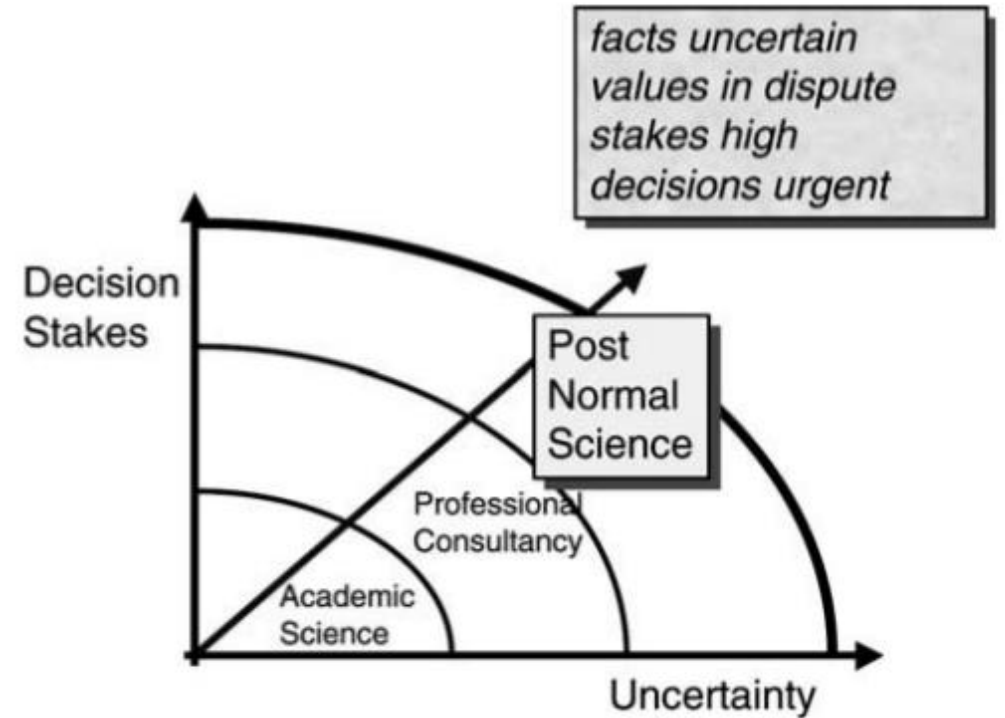 facts uncertain
values in dispute
stakes high
decisions urgent
Decision
Stakes
Post
Normal
Science
Professional
Consultancy
Academic
Science
Uncertainty